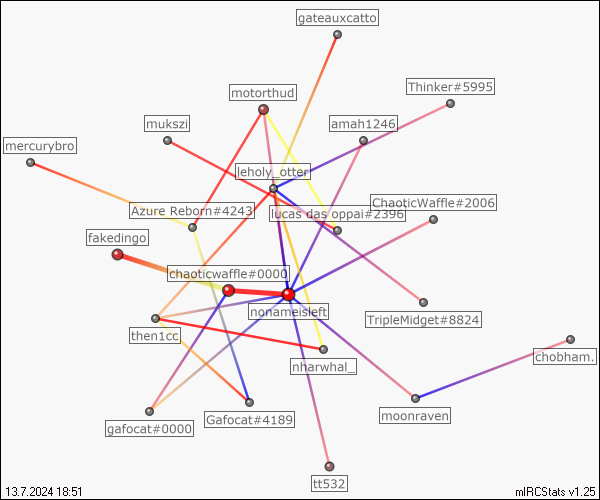 gateauxcatto
Thinker#5995
motorthud
amah1246
mukszi
mercurybro
leholy_otter
ChaoticWaffle#2006
Azure Reborn#4243
lucas das oppai#2396
fakedingo
chaoticwaffle#0000
nonameisleft
TripleMidget#8824
then1cc
chobham.
nharwhal_
moonraven
Gafocat#4189
gafocat#0000
tt532
13.7.2024 18:51
mIRCStats v1.25